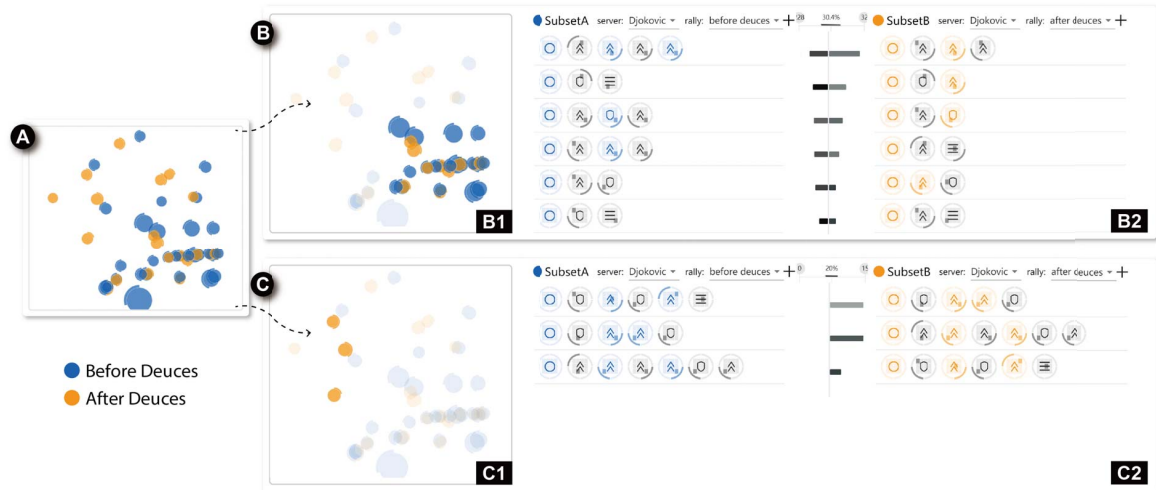 A
Before Deuces
After Deuces
B
B1
SubsetA server: Djokovic rally: before deuces +
28 30.4% 32
SubsetB server: Djokovic rally: after deuces +
B2
C
C1
SubsetA server: Djokovic rally: before deuces +
0 20% 15
SubsetB server: Djokovic rally: after deuces +
C2